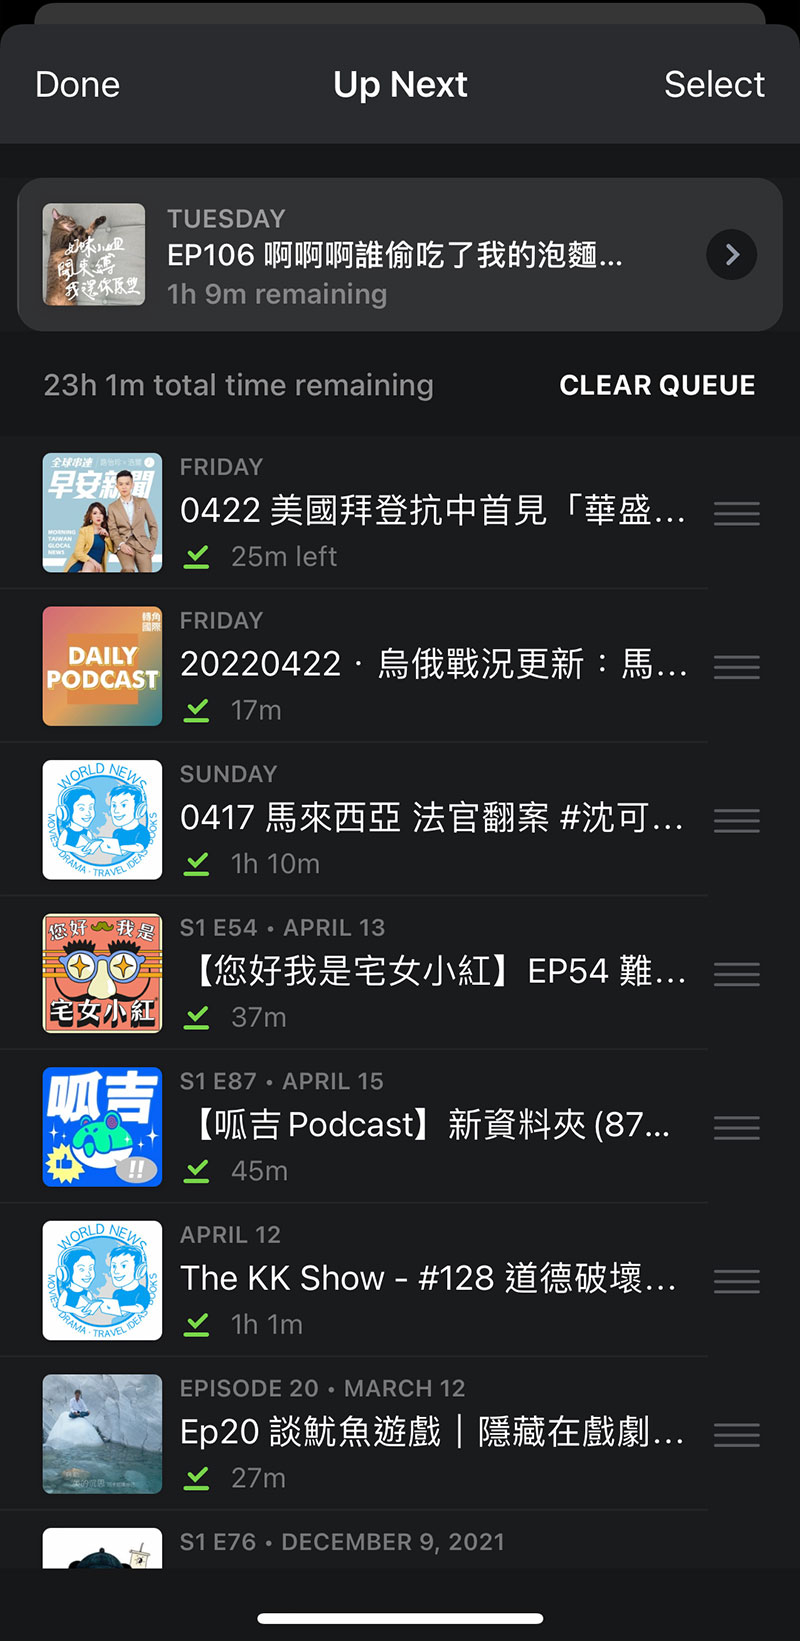 Done
Up Next
Select
TUESDAY
EP106 啊啊啊誰偷吃了我的泡麵...
1h 9m remaining
23h 1m total time remaining
CLEAR QUEUE
全球串連
早安新聞
MORNING
TAIWAN
GLOCAL
NEWS
FRIDAY
0422 美國拜登抗中首見「華盛...
25m left
轉角
國際
DAILY
PODCAST
FRIDAY
20220422 · 烏俄戰況更新：馬...
17m
WORLD NEWS
MOVIES · DRAMA · TRAVEL IDEAS BOOKS
SUNDAY
0417 馬來西亞 法官翻案 #沈可...
1h 10m
您好 我是
宅女小紅
S1 E54 • APRIL 13
【您好我是宅女小紅】EP54 難...
37m
呱吉
!!
S1 E87 • APRIL 15
【呱吉Podcast】新資料夾(87...
45m
WORLD NEWS
MOVIES · DRAMA · TRAVEL IDEAS BOOKS
APRIL 12
The KK Show - #128 道德破壞...
1h 1m
EPISODE 20 • MARCH 12
Ep20 談魷魚遊戲｜隱藏在戲劇...
27m
S1 E76 • DECEMBER 9, 2021